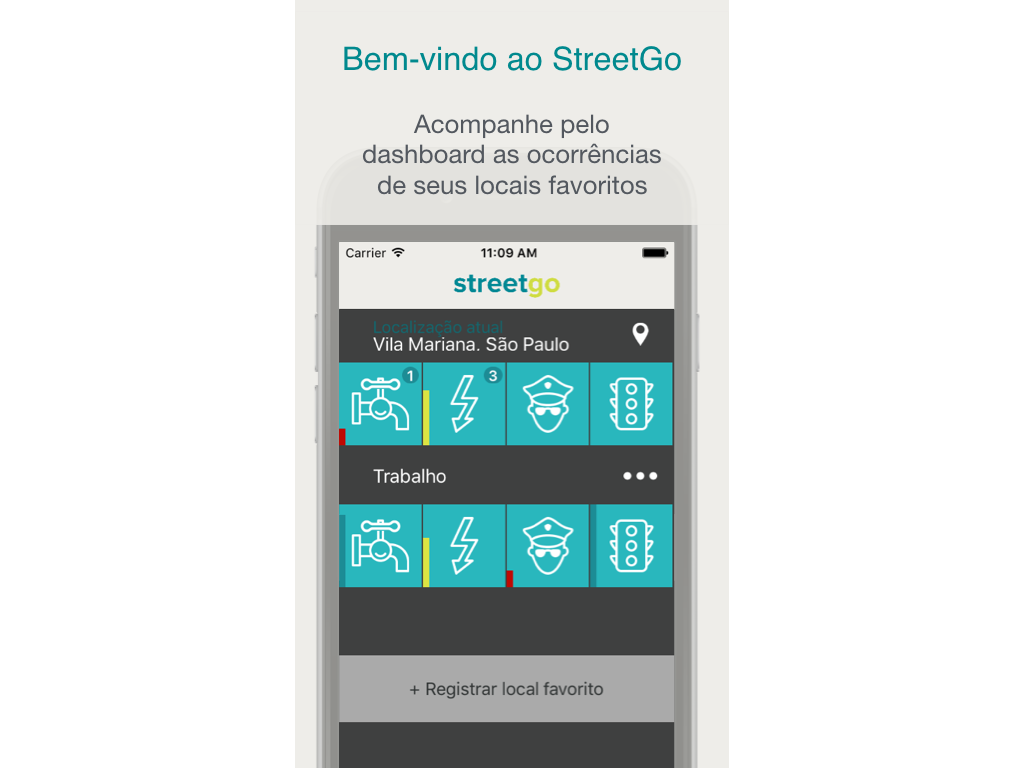 Bem-vindo ao StreetGo
Acompanhe pelo
dashboard as ocorrências
de seus locais favoritos
Carrier 11:09 AM
streetgo
Localização atual
Vila Mariana. São Paulo
1 3
Trabalho
+ Registrar local favorito